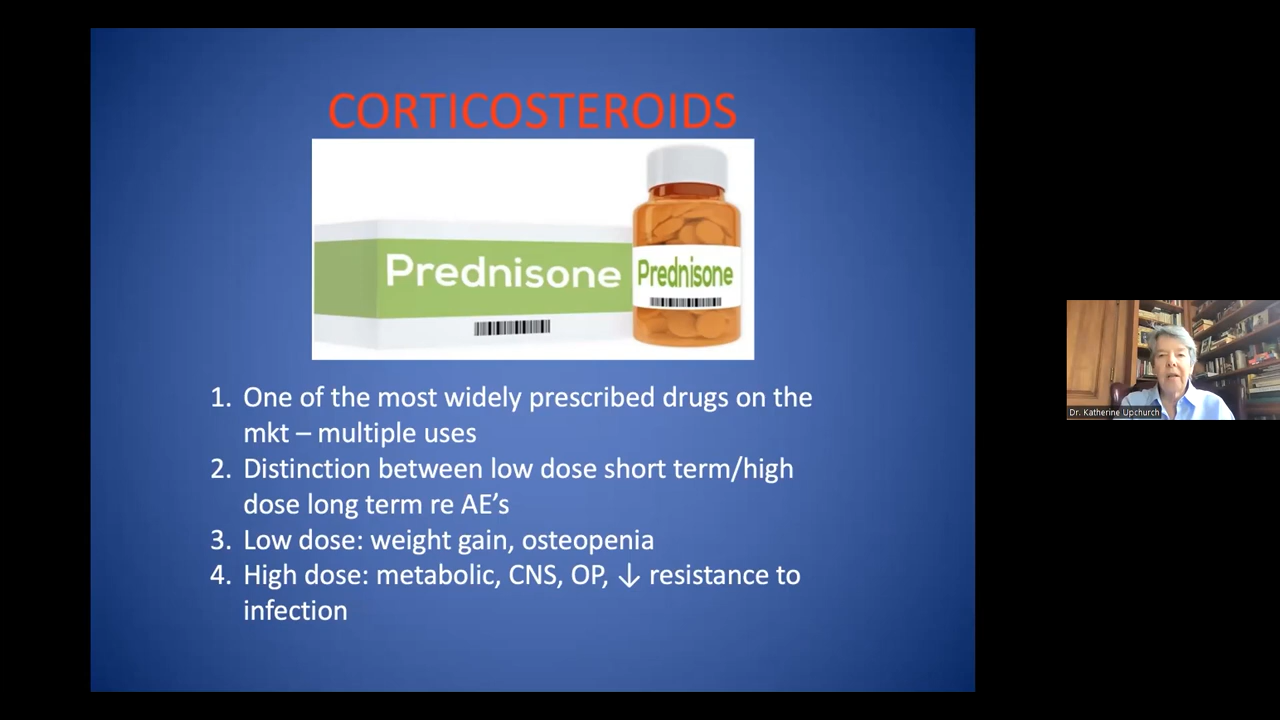 CORTICOSTEROIDS
Prednisone
Prednisone
1. One of the most widely prescribed drugs on the
mkt – multiple uses
2. Distinction between low dose short term/high
dose long term re AE’s
3. Low dose: weight gain, osteopenia
4. High dose: metabolic, CNS, OP, ↓ resistance to
infection
Dr. Katherine Upchurch